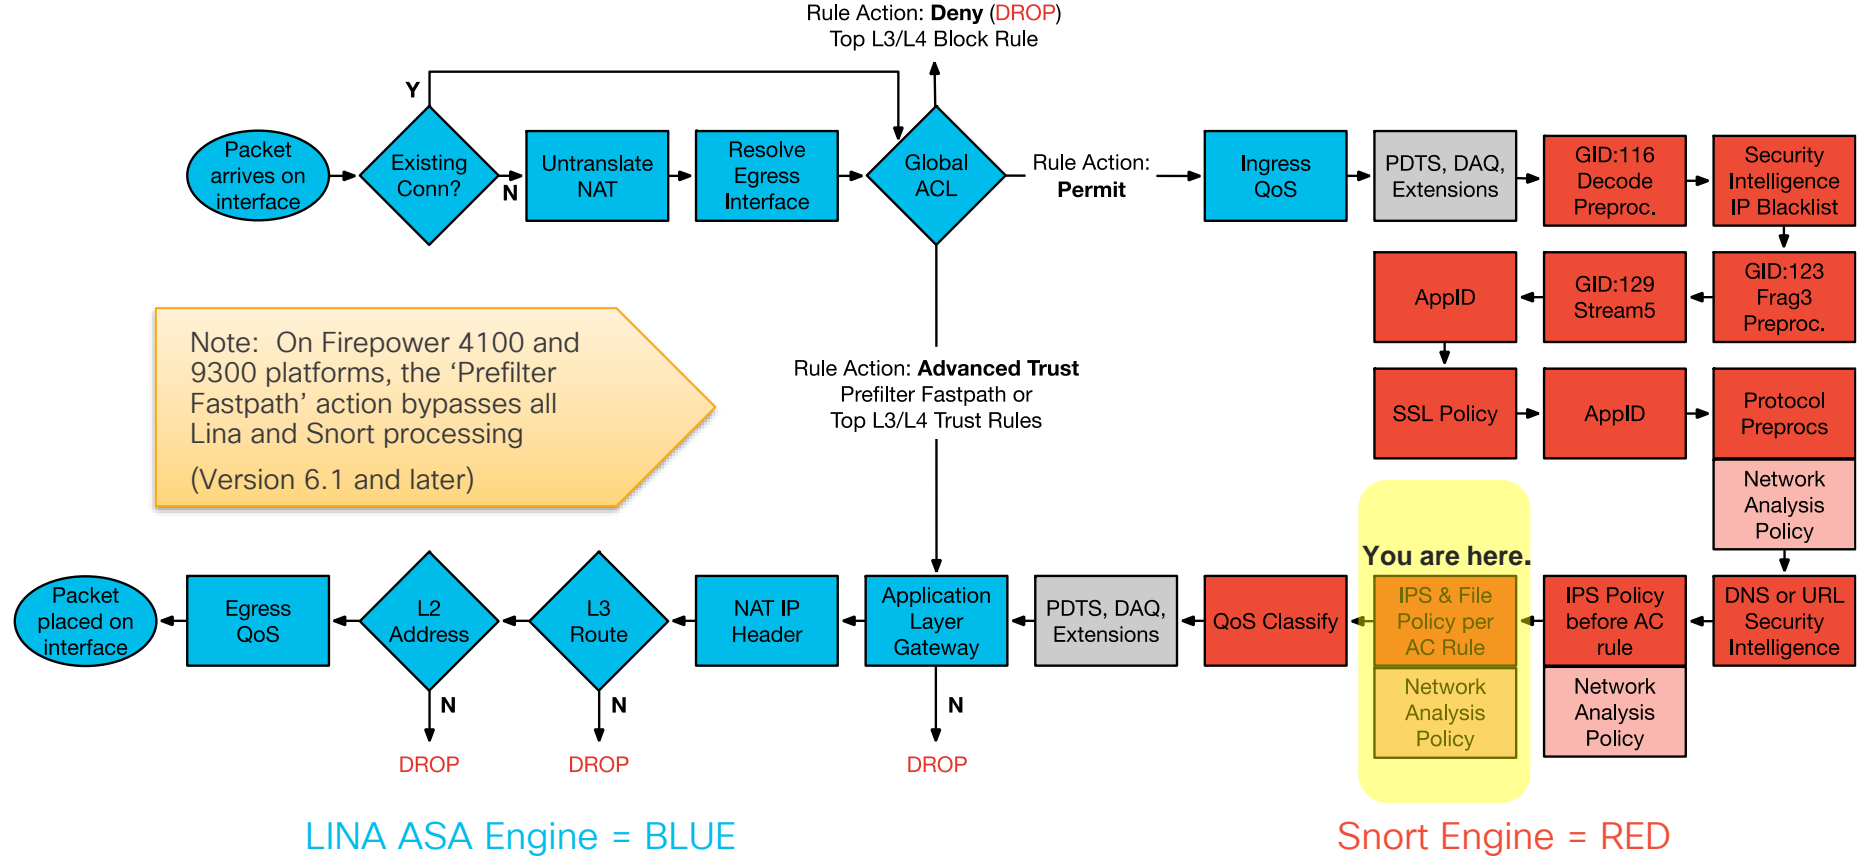 Rule Action: Deny (DROP)
Top L3/L4 Block Rule
Y
Packet
arrives on
interface
Existing
Conn?
N
Untranslate
NAT
Resolve
Egress
Interface
Global
ACL
Rule Action:
Permit
Ingress
QoS
PDTS, DAQ,
Extensions
GID:116
Decode
Preproc.
Security
Intelligence
IP Blacklist
AppID
GID:129
Stream5
GID:123
Frag3
Preproc.
Note: On Firepower 4100 and
9300 platforms, the ‘Prefilter
Fastpath’ action bypasses all
Lina and Snort processing
(Version 6.1 and later)
Rule Action: Advanced Trust
Prefilter Fastpath or
Top L3/L4 Trust Rules
SSL Policy
AppID
Protocol
Preprocs
Network
Analysis
Policy
You are here.
Packet
placed on
interface
Egress
QoS
L2
Address
L3
Route
NAT IP
Header
Application
Layer
Gateway
PDTS, DAQ,
Extensions
QoS Classify
IPS & File
Policy per
AC Rule
IPS Policy
before AC
rule
DNS or URL
Security
Intelligence
Network
Analysis
Policy
Network
Analysis
Policy
N
N
N
DROP
DROP
DROP
LINA ASA Engine = BLUE
Snort Engine = RED